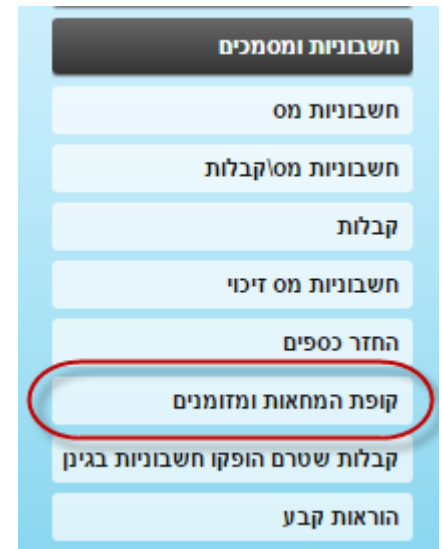 חשבוניות ומסמכים
חשבוניות מס
חשבוניות מס\קבלות
קבלות
חשבוניות מס זיכוי
החזר כספים
קופת המחאות ומזומנים
קבלות שטרם הופקו חשבוניות בגינן
הוראות קבע